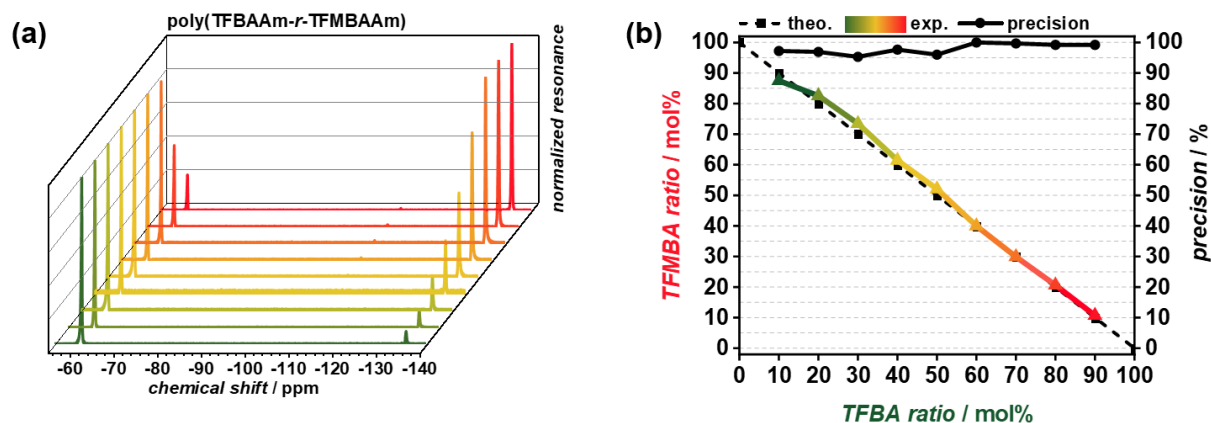 (a)
poly(TFBAAm-r-TFMBAAm)
normalized resonance
-60 -70 -80 -90 -100 -110 -120 -130 -140
chemical shift / ppm
(b)
theo. exp. precision
100 100
90 90
80 80
70 70
60 60
50 50
40 40
30 30
20 20
10 10
0 0
TFMBA ratio / mol%
precision / %
0 10 20 30 40 50 60 70 80 90 100
TFBA ratio / mol%